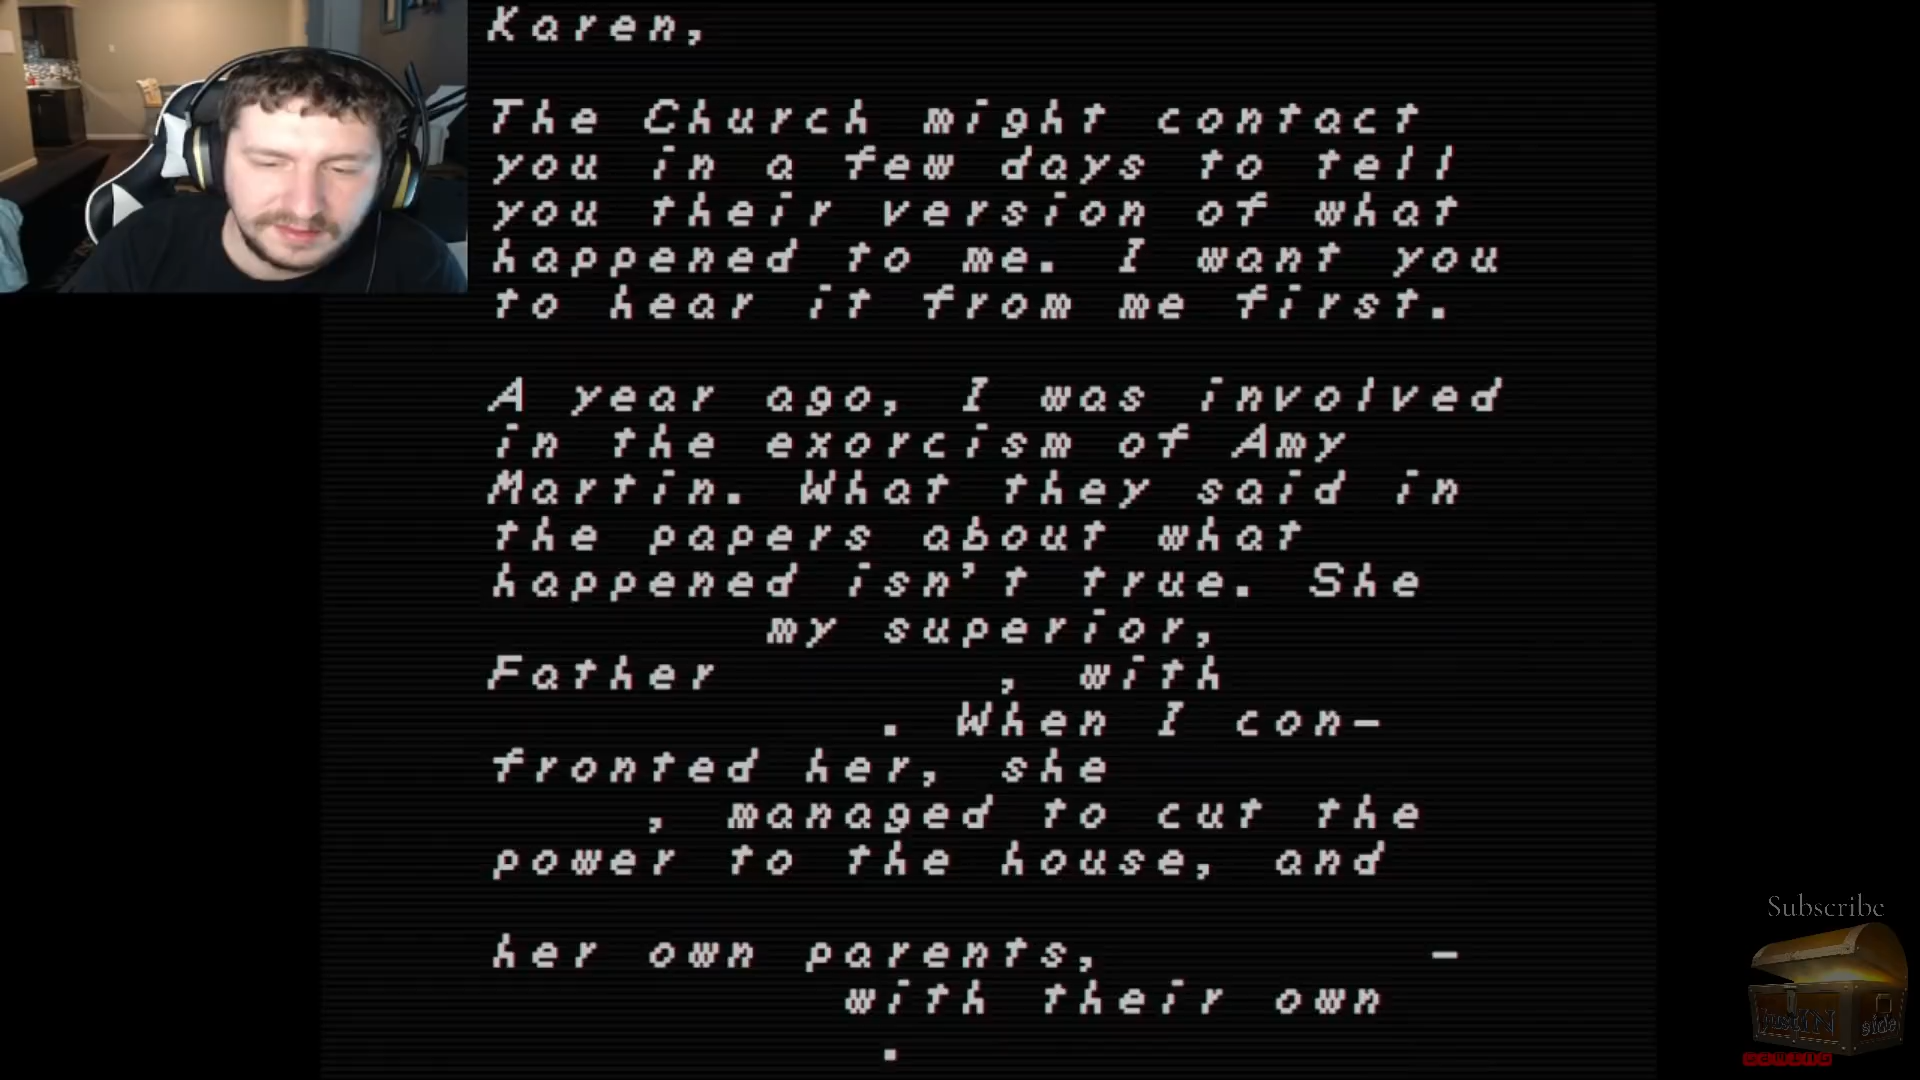 Karen,
The Church might contact
you in a few days to tell
you their version of what
happened to me. I want you
to hear it from me first.
A year ago, I was involved
in the exorcism of Amy
Martin. What they said in
the papers about what
happened isn't true. She
my superior,
Father , with
. When I con-
fronted her, she
, managed to cut the
power to the house, and
her own parents, -
with their own
.
Subscribe
JustiN
side
GAMING